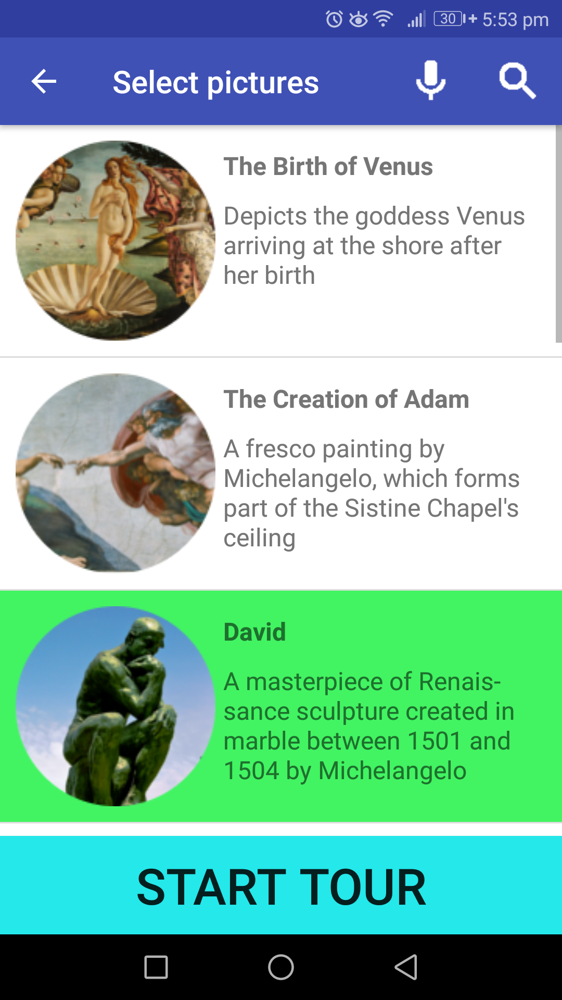 30 5:53 pm
Select pictures
The Birth of Venus
Depicts the goddess Venus
arriving at the shore after
her birth
The Creation of Adam
A fresco painting by
Michelangelo, which forms
part of the Sistine Chapel's
ceiling
David
A masterpiece of Renais-
sance sculpture created in
marble between 1501 and
1504 by Michelangelo
START TOUR